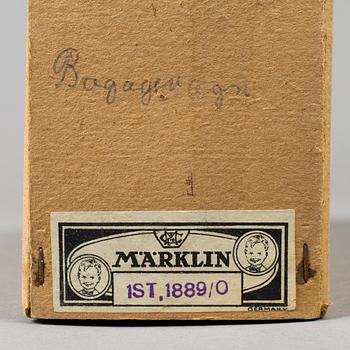 Bagagevagn
MÄRKLIN
1ST, 1889/0
GERMANY